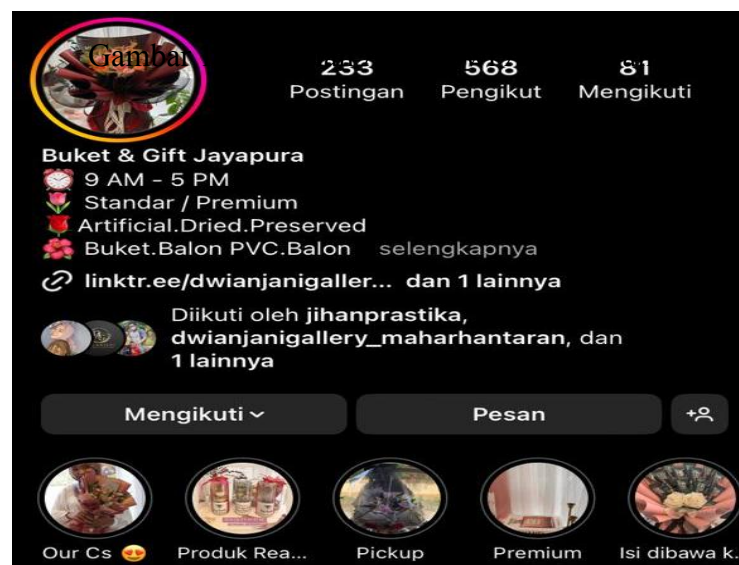 Gambar
233 568 81
Postingan Pengikut Mengikuti
Buket & Gift Jayapura
⏰ 9 AM - 5 PM
🌷 Standar / Premium
🌹 Artificial.Dried.Preserved
🌺 Buket.Balon PVC.Balon selengkapnya
linktr.ee/dwianjanigaller... dan 1 lainnya
Diikuti oleh jihanprastika,
dwianjanigallery_maharhantaran, dan
1 lainnya
Mengikuti Pesan
Our Cs 😍 Produk Rea... Pickup Premium Isi dibawa k.